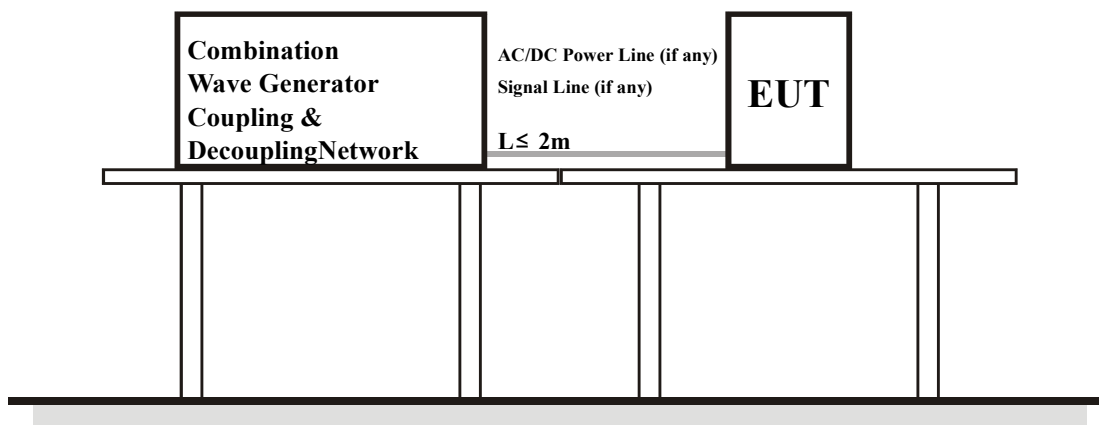 Combination
Wave Generator
Coupling &
DecouplingNetwork
AC/DC Power Line (if any)
Signal Line (if any)
L≤ 2m
EUT